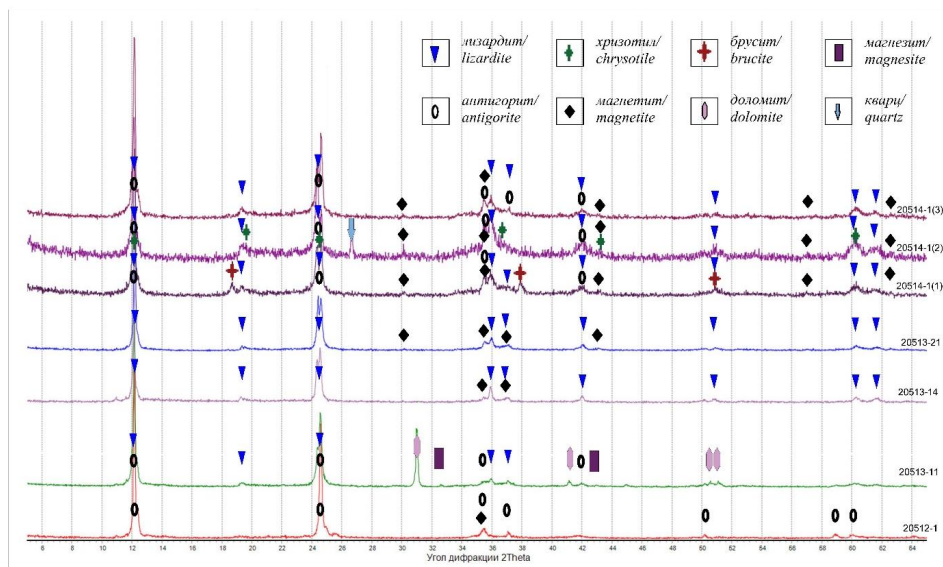 лизардит/
lizardite
хризотил/
chrysotile
брусит/
brucite
магнезит/
magnesite
антигорит/
antigorite
магнетит/
magnetite
доломит/
dolomite
кварц/
quartz
20514-1(3)
20514-1(2)
20514-1(1)
20513-21
20513-14
20513-11
20512-1
6 8 10 12 14 16 18 20 22 24 26 28 30 32 34 36 38 40 42 44 46 48 50 52 54 56 58 60 62 64
Угол дифракции 2Theta